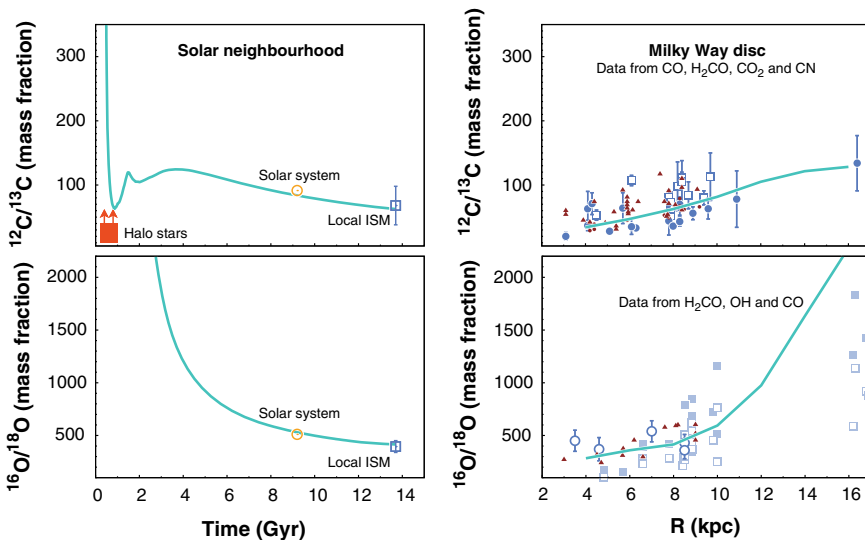 Solar neighbourhood
¹²C/¹³C (mass fraction)
300
200
100
Solar system
Local ISM
Halo stars
Milky Way disc
Data from CO, H₂CO, CO₂ and CN
¹²C/¹³C (mass fraction)
300
200
100
¹⁶O/¹⁸O (mass fraction)
2000
1500
1000
500
Solar system
Local ISM
0 2 4 6 8 10 12 14
Time (Gyr)
Data from H₂CO, OH and CO
¹⁶O/¹⁸O (mass fraction)
2000
1500
1000
500
2 4 6 8 10 12 14 16
R (kpc)